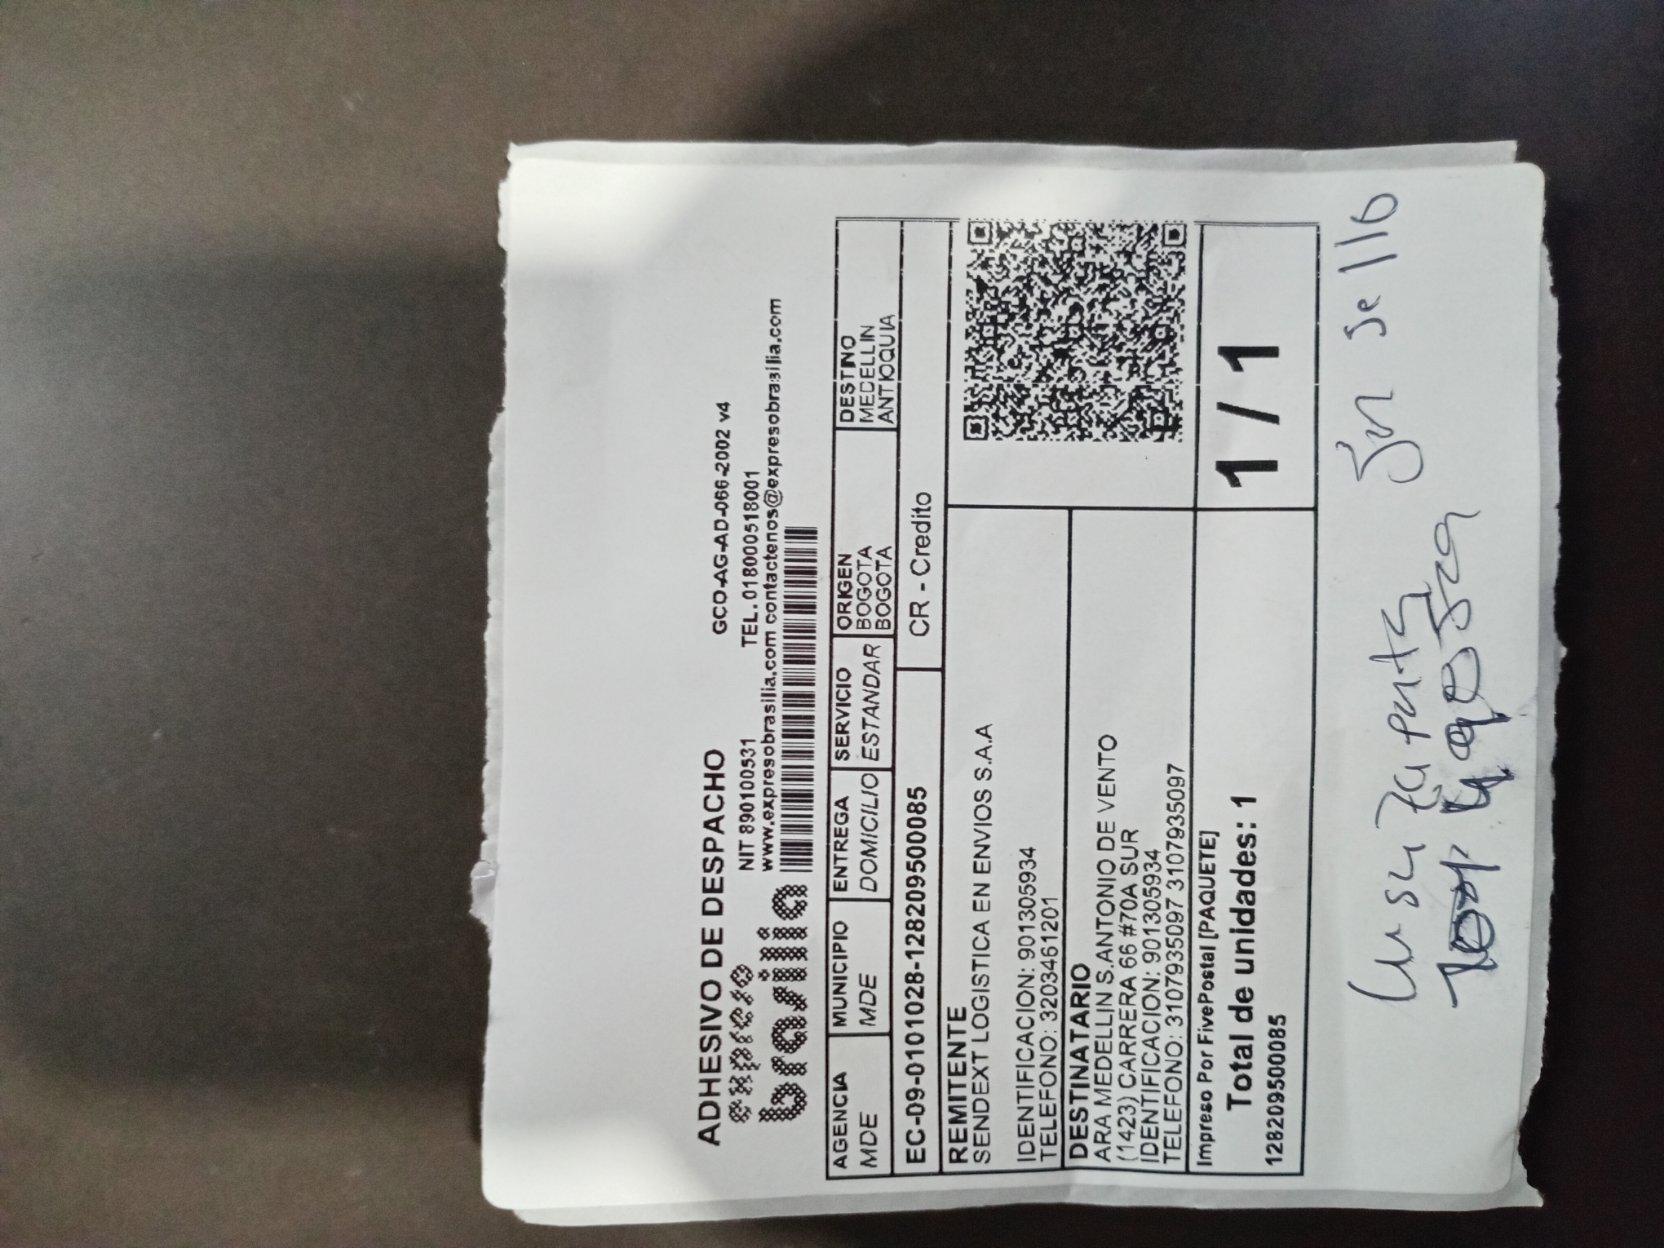 ADHESIVO DE DESPACHO
GCO-AG-AD-066-2002 v4
expreso
brasilia
NIT 890100531 TEL. 018000518001
www.expresobrasilia.com contactenos@expresobrasilia.com
AGENCIA MUNICIPIO ENTREGA SERVICIO ORIGEN DESTINO
MDE MDE DOMICILIO ESTANDAR BOGOTA MEDELLIN
BOGOTA ANTIOQUIA
EC-09-0101028-128209500085 CR - Credito
REMITENTE
SENDEXT LOGISTICA EN ENVIOS S.A.A
IDENTIFICACION: 901305934
TELEFONO: 3203461201
DESTINATARIO
ARA MEDELLIN S.ANTONIO DE VENTO
(1423) CARRERA 66 #70A SUR
IDENTIFICACION: 901305934
TELEFONO: 3107935097 3107935097
Impreso Por FivePostal [PAQUETE]
Total de unidades: 1
128209500085
1 / 1
sello